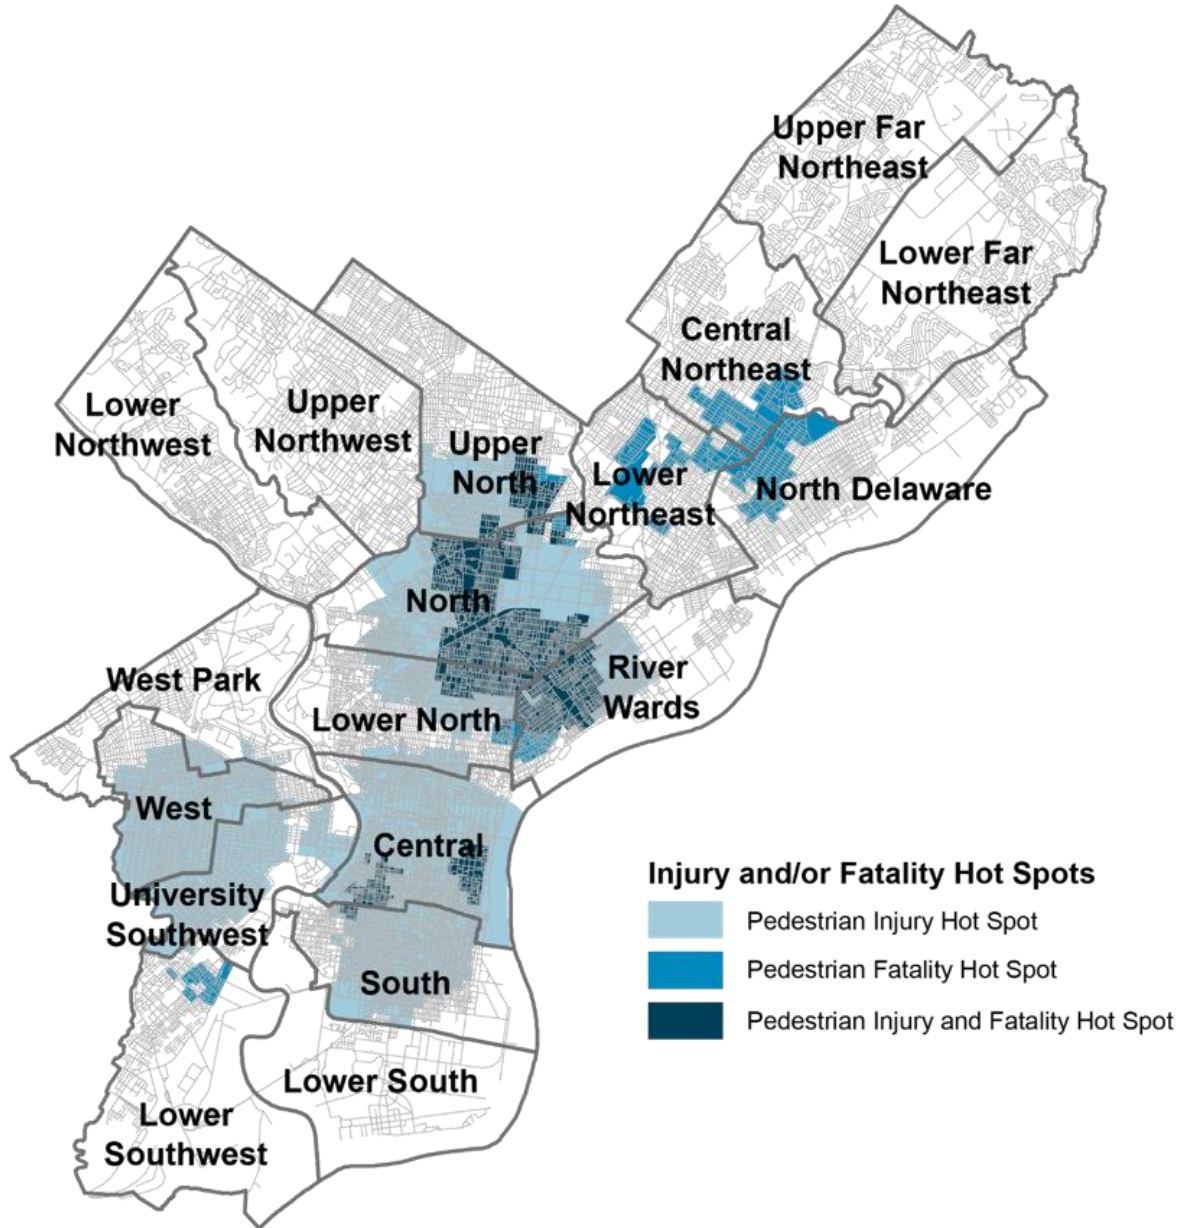 Upper Far
Northeast
Lower Far
Northeast
Central
Northeast
Lower
Northwest
Upper
Northwest
Upper
North
Lower
Northeast
North Delaware
North
River
Wards
West Park
Lower North
West
Central
University
Southwest
South
Lower South
Lower
Southwest
Injury and/or Fatality Hot Spots
Pedestrian Injury Hot Spot
Pedestrian Fatality Hot Spot
Pedestrian Injury and Fatality Hot Spot